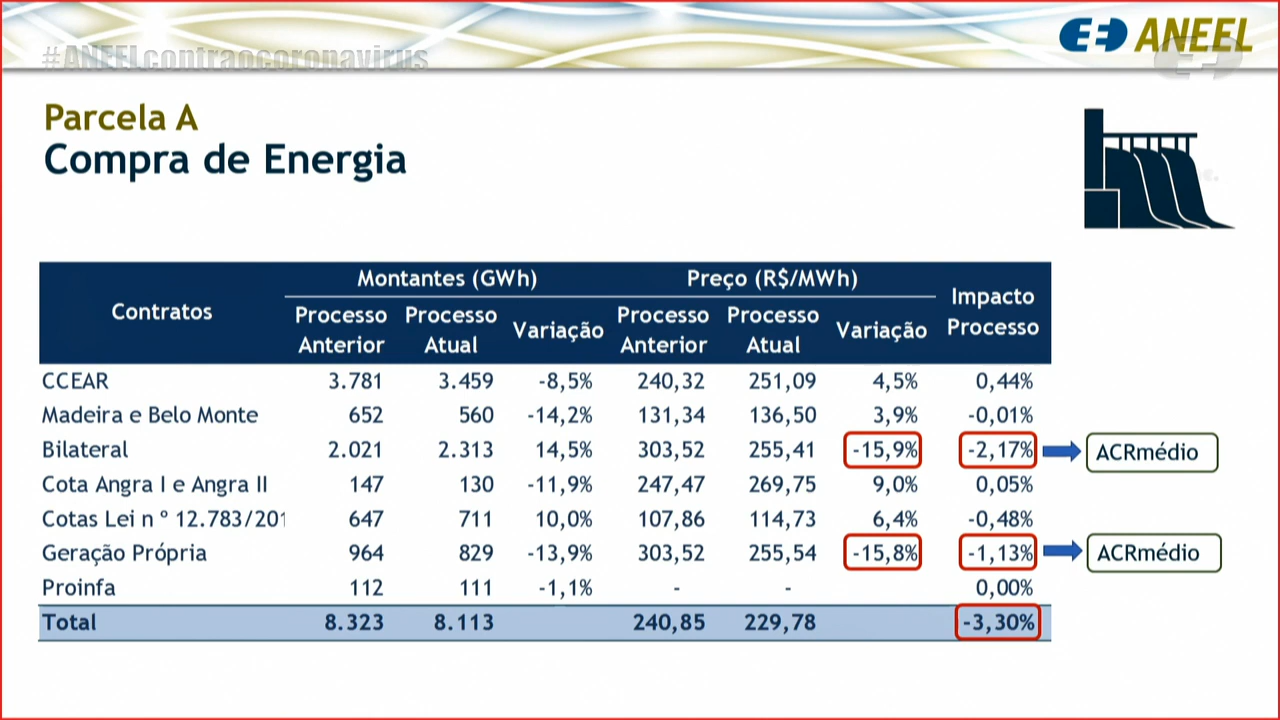 #ANEELcontraocoronavirus
ANEEL
Parcela A
Compra de Energia
Contratos Montantes (GWh) Preço (R$/MWh) Impacto Processo
Processo Anterior Processo Atual Variação Processo Anterior Processo Atual Variação
CCEAR 3.781 3.459 -8,5% 240,32 251,09 4,5% 0,44%
Madeira e Belo Monte 652 560 -14,2% 131,34 136,50 3,9% -0,01%
Bilateral 2.021 2.313 14,5% 303,52 255,41 -15,9% -2,17% ACRmédio
Cota Angra I e Angra II 147 130 -11,9% 247,47 269,75 9,0% 0,05%
Cotas Lei n º 12.783/201 647 711 10,0% 107,86 114,73 6,4% -0,48%
Geração Própria 964 829 -13,9% 303,52 255,54 -15,8% -1,13% ACRmédio
Proinfa 112 111 -1,1% - - 0,00%
Total 8.323 8.113 240,85 229,78 -3,30%